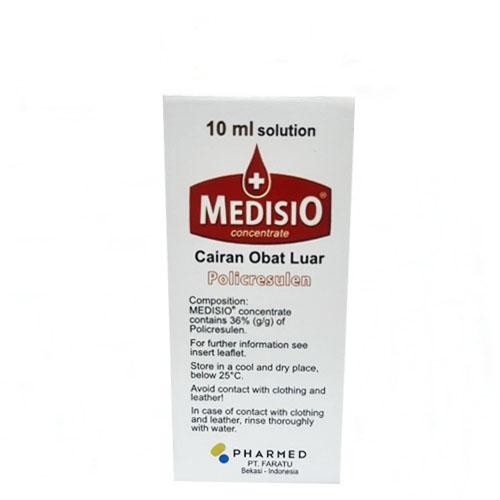 10 ml solution
MEDISIO®
concentrate
Cairan Obat Luar
Policresulen
Composition:
MEDISIO® concentrate
contains 36% (g/g) of
Policresulen.
For further information see
insert leaflet.
Store in a cool and dry place,
below 25°C.
Avoid contact with clothing and
leather!
In case of contact with clothing
and leather, rinse thoroughly
with water.
PHARMED
PT. FARATU
Bekasi - Indonesia